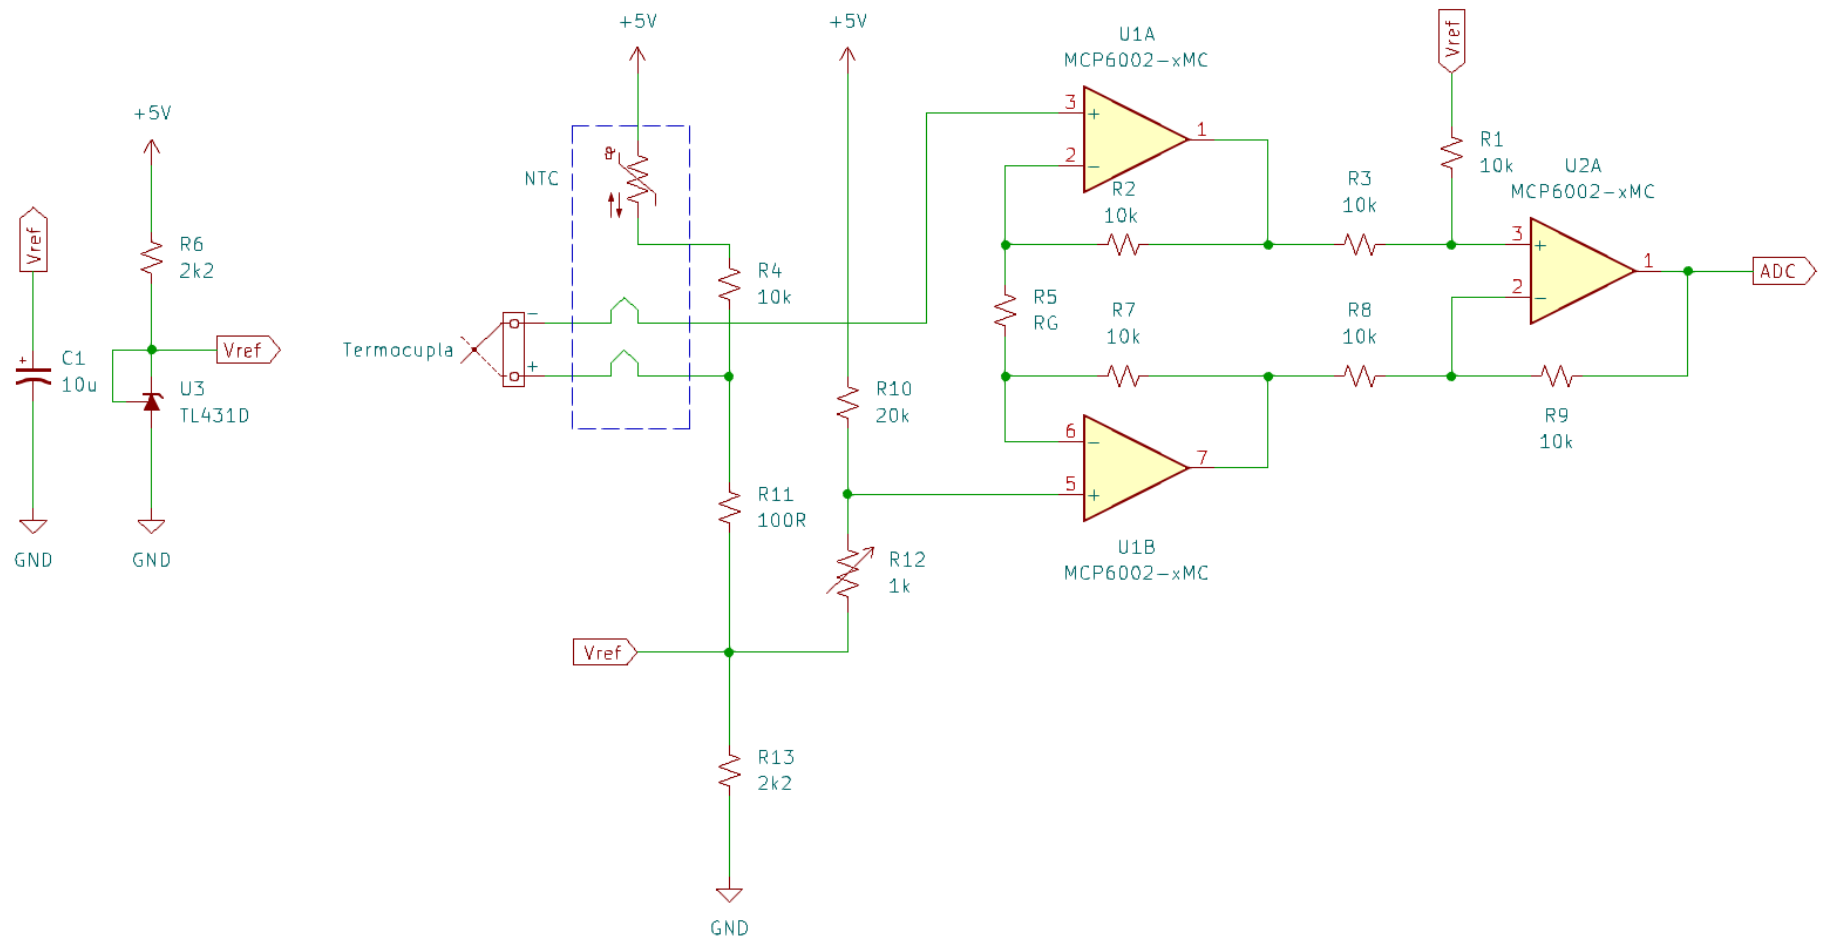 +5V
+5V
Vref
U1A
MCP6002-xMC
3
+
1
2
-
R2
10k
R3
10k
R1
10k
U2A
MCP6002-xMC
3
+
1
2
-
ADC
+5V
NTC
Vref
R6
2k2
R4
10k
R5
RG
R7
10k
R8
10k
R9
10k
Termocupla
-
+
Vref
+
C1
10u
U3
TL431D
R10
20k
6
-
7
5
+
U1B
MCP6002-xMC
R11
100R
R12
1k
GND
GND
Vref
R13
2k2
GND